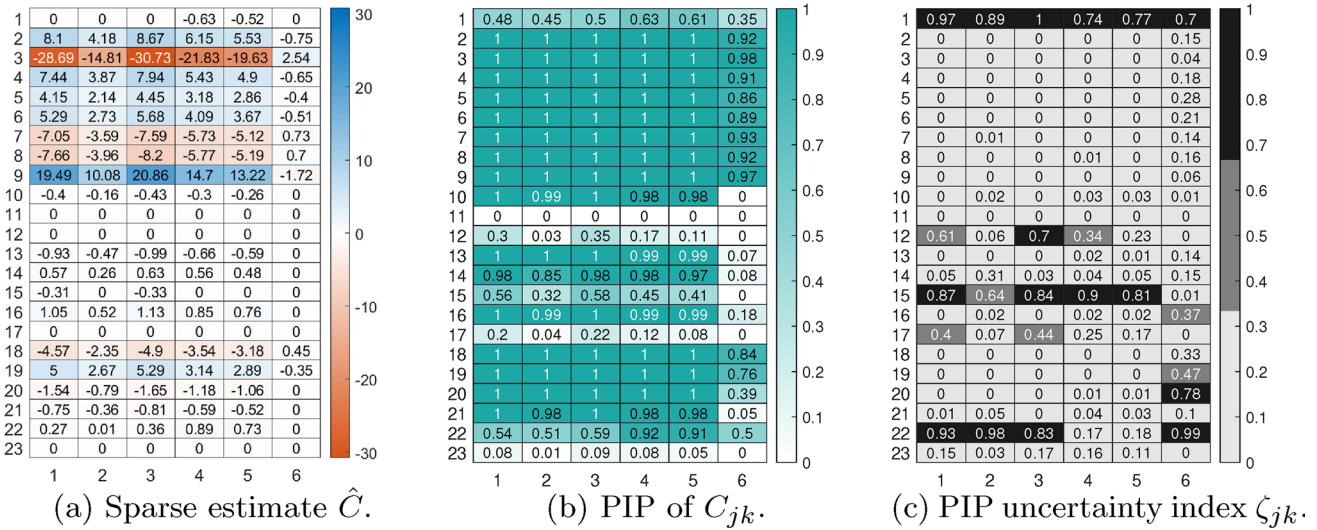 1 0 0 0 -0.63 -0.52 0
2 8.1 4.18 8.67 6.15 5.53 -0.75
3 -28.69 -14.81 -30.73 -21.83 -19.63 2.54
4 7.44 3.87 7.94 5.43 4.9 -0.65
5 4.15 2.14 4.45 3.18 2.86 -0.4
6 5.29 2.73 5.68 4.09 3.67 -0.51
7 -7.05 -3.59 -7.59 -5.73 -5.12 0.73
8 -7.66 -3.96 -8.2 -5.77 -5.19 0.7
9 19.49 10.08 20.86 14.7 13.22 -1.72
10 -0.4 -0.16 -0.43 -0.3 -0.26 0
11 0 0 0 0 0 0
12 0 0 0 0 0 0
13 -0.93 -0.47 -0.99 -0.66 -0.59 0
14 0.57 0.26 0.63 0.56 0.48 0
15 -0.31 0 -0.33 0 0 0
16 1.05 0.52 1.13 0.85 0.76 0
17 0 0 0 0 0 0
18 -4.57 -2.35 -4.9 -3.54 -3.18 0.45
19 5 2.67 5.29 3.14 2.89 -0.35
20 -1.54 -0.79 -1.65 -1.18 -1.06 0
21 -0.75 -0.36 -0.81 -0.59 -0.52 0
22 0.27 0.01 0.36 0.89 0.73 0
23 0 0 0 0 0 0
1 2 3 4 5 6
30
20
10
0
-10
-20
-30
(a) Sparse estimate Ĉ.
1 0.48 0.45 0.5 0.63 0.61 0.35
2 1 1 1 1 1 0.92
3 1 1 1 1 1 0.98
4 1 1 1 1 1 0.91
5 1 1 1 1 1 0.86
6 1 1 1 1 1 0.89
7 1 1 1 1 1 0.93
8 1 1 1 1 1 0.92
9 1 1 1 1 1 0.97
10 1 0.99 1 0.98 0.98 0
11 0 0 0 0 0 0
12 0.3 0.03 0.35 0.17 0.11 0
13 1 1 1 0.99 0.99 0.07
14 0.98 0.85 0.98 0.98 0.97 0.08
15 0.56 0.32 0.58 0.45 0.41 0
16 1 0.99 1 0.99 0.99 0.18
17 0.2 0.04 0.22 0.12 0.08 0
18 1 1 1 1 1 0.84
19 1 1 1 1 1 0.76
20 1 1 1 1 1 0.39
21 1 0.98 1 0.98 0.98 0.05
22 0.54 0.51 0.59 0.92 0.91 0.5
23 0.08 0.01 0.09 0.08 0.05 0
1 2 3 4 5 6
1
0.9
0.8
0.7
0.6
0.5
0.4
0.3
0.2
0.1
0
(b) PIP of C_{jk}.
1 0.97 0.89 1 0.74 0.77 0.7
2 0 0 0 0 0 0.15
3 0 0 0 0 0 0.04
4 0 0 0 0 0 0.18
5 0 0 0 0 0 0.28
6 0 0 0 0 0 0.21
7 0 0.01 0 0 0 0.14
8 0 0 0 0.01 0 0.16
9 0 0 0 0 0 0.06
10 0 0.02 0 0.03 0.03 0.01
11 0 0 0 0 0 0
12 0.61 0.06 0.7 0.34 0.23 0
13 0 0 0 0.02 0.01 0.14
14 0.05 0.31 0.03 0.04 0.05 0.15
15 0.87 0.64 0.84 0.9 0.81 0.01
16 0 0.02 0 0.02 0.02 0.37
17 0.4 0.07 0.44 0.25 0.17 0
18 0 0 0 0 0 0.33
19 0 0 0 0 0 0.47
20 0 0 0 0.01 0.01 0.78
21 0.01 0.05 0 0.04 0.03 0.1
22 0.93 0.98 0.83 0.17 0.18 0.99
23 0.15 0.03 0.17 0.16 0.11 0
1 2 3 4 5 6
1
0.9
0.8
0.7
0.6
0.5
0.4
0.3
0.2
0.1
0
(c) PIP uncertainty index ζ_{jk}.